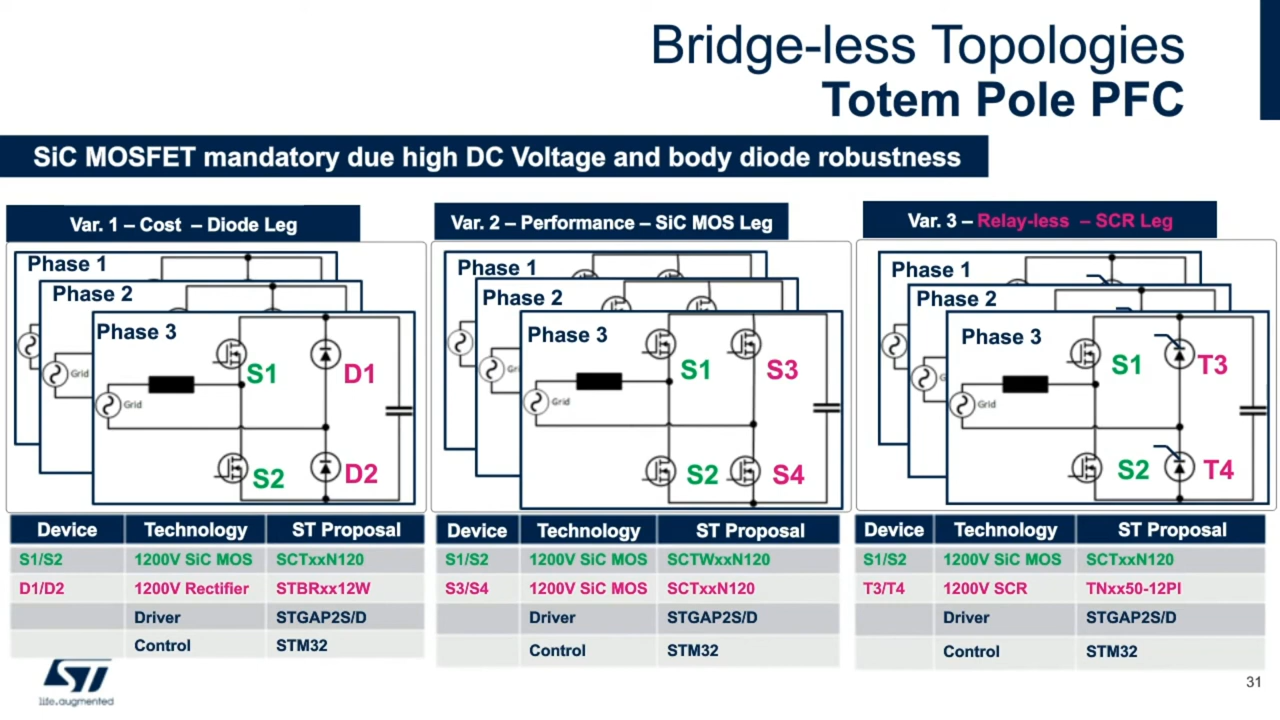 Bridge-less Topologies
Totem Pole PFC
SiC MOSFET mandatory due high DC Voltage and body diode robustness
Var. 1 – Cost – Diode Leg
Phase 1
Phase 2
Grid
Phase 3
S1
D1
Grid
S2
D2
Device Technology ST Proposal
S1/S2 1200V SiC MOS SCTxxN120
D1/D2 1200V Rectifier STBRxx12W
Driver STGAP2S/D
Control STM32
Var. 2 – Performance – SiC MOS Leg
Phase 1
Phase 2
Phase 3
S1
S3
Grid
S2
S4
Device Technology ST Proposal
S1/S2 1200V SiC MOS SCTWxxN120
S3/S4 1200V SiC MOS SCTxxN120
Driver STGAP2S/D
Control STM32
Var. 3 – Relay-less – SCR Leg
Phase 1
Phase 2
Phase 3
S1
T3
Grid
S2
T4
Device Technology ST Proposal
S1/S2 1200V SiC MOS SCTxxN120
T3/T4 1200V SCR TNxx50-12PI
Driver STGAP2S/D
Control STM32
ST
life.augmented
31